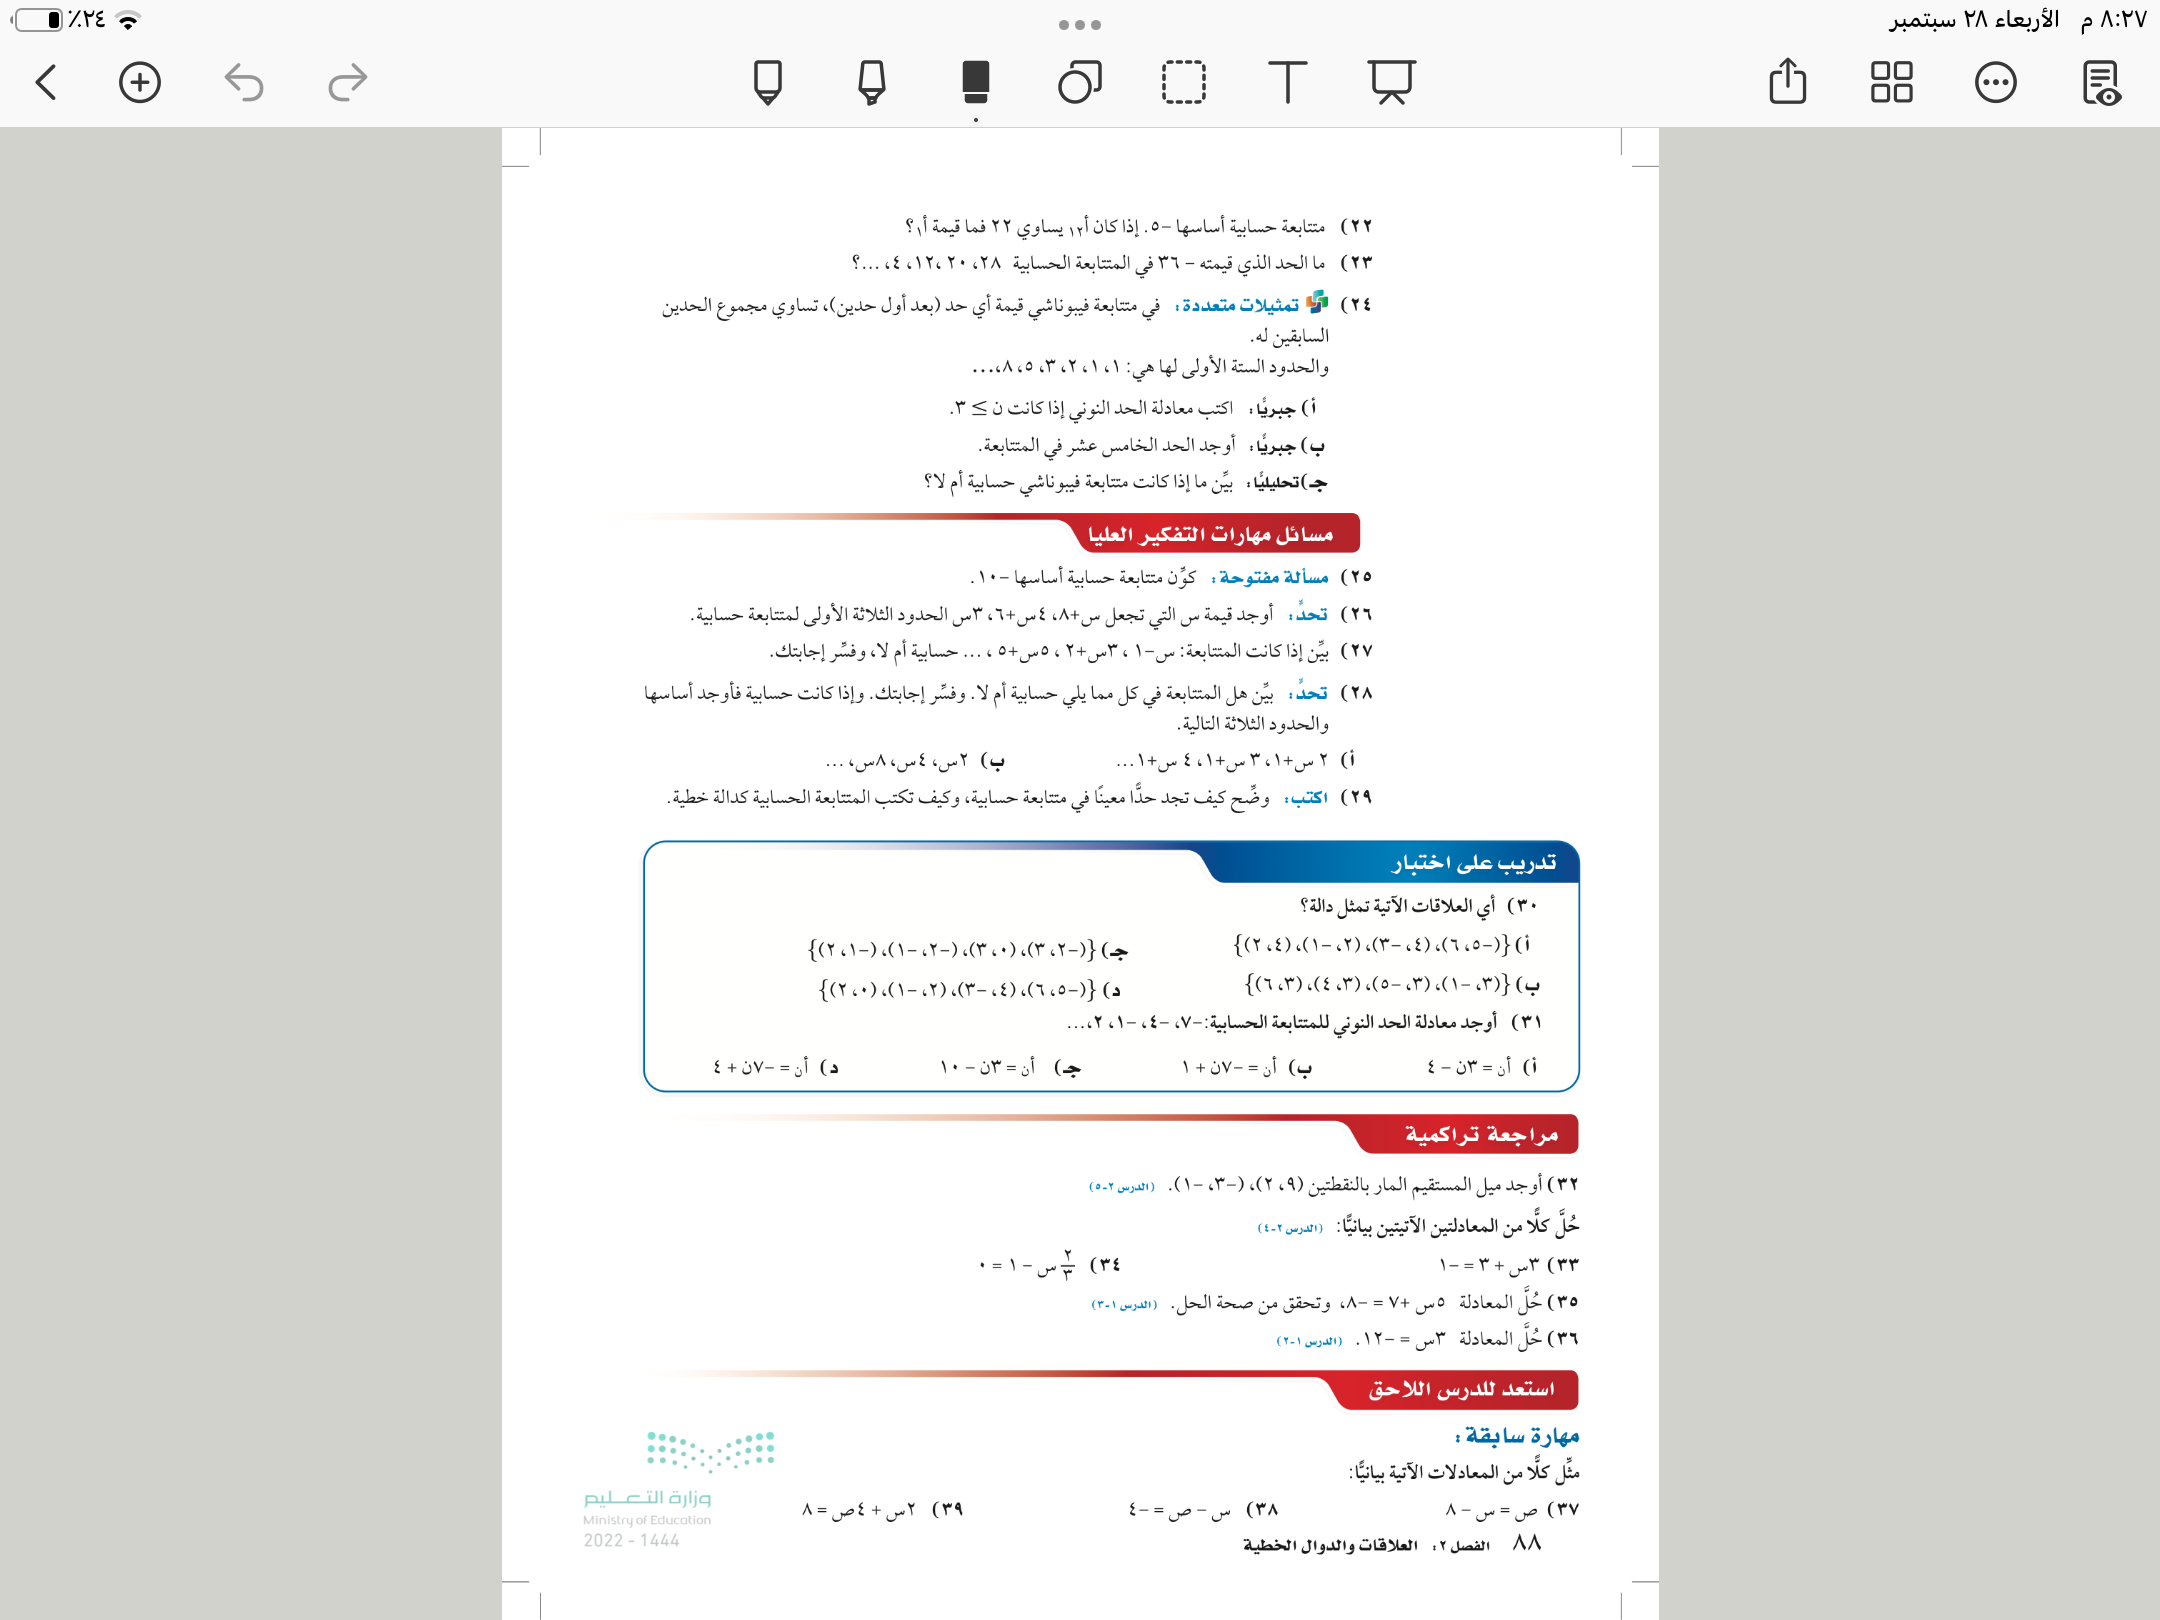 ٨:٢٧ م الأربعاء ٢٨ سبتمبر
٪٢٤
٢٢) متتابعة حسابية أساسها –٥. إذا كان أ١٢ يساوي ٢٢ فما قيمة أ١؟
٢٣) ما الحد الذي قيمته – ٣٦ في المتتابعة الحسابية ٢٨، ٢٠، ١٢، ٤، ...؟
٢٤) تمثيلات متعددة: في متتابعة فيبوناشي قيمة أي حد (بعد أول حدين)، تساوي مجموع الحدين
السابقين له.
والحدود الستة الأولى لها هي: ١، ١، ٢، ٣، ٥، ٨،...
أ) جبريًّا: اكتب معادلة الحد النوني إذا كانت ن ≥ ٣.
ب) جبريًّا: أوجد الحد الخامس عشر في المتتابعة.
جـ) تحليليًّا: بيِّن ما إذا كانت متتابعة فيبوناشي حسابية أم لا؟
مسائل مهارات التفكير العليا
٢٥) مسألة مفتوحة: كوِّن متتابعة حسابية أساسها –١٠.
٢٦) تحدٍّ: أوجد قيمة س التي تجعل س+٨، ٤س+٦، ٣س الحدود الثلاثة الأولى لمتتابعة حسابية.
٢٧) بيِّن إذا كانت المتتابعة: س–١ ، ٣س+٢ ، ٥س+٥ ، ... حسابية أم لا، وفسِّر إجابتك.
٢٨) تحدٍّ: بيِّن هل المتتابعة في كل مما يلي حسابية أم لا. وفسِّر إجابتك. وإذا كانت حسابية فأوجد أساسها
والحدود الثلاثة التالية.
أ) ٢ س+١، ٣ س+١، ٤ س+١... ب) ٢س، ٤س، ٨س، ...
٢٩) اكتب: وضِّح كيف تجد حدًّا معينًا في متتابعة حسابية، وكيف تكتب المتتابعة الحسابية كدالة خطية.
تدريب على اختبار
٣٠) أي العلاقات الآتية تمثل دالة؟
أ) {(–٥، ٦)، (٤، –٣)، (٢، –١)، (٤، ٢)} جـ) {(–٢، ٣)، (٠، ٣)، (–٢، –١)، (–١، ٢)}
ب) {(٣، –١)، (٣، –٥)، (٣، ٤)، (٣، ٦)} د) {(–٥، ٦)، (٤، –٣)، (٢، –١)، (٠، ٢)}
٣١) أوجد معادلة الحد النوني للمتتابعة الحسابية:–٧، –٤، –١، ٢،...
أ) أن = ٣ن – ٤ ب) أن = –٧ن + ١ جـ) أن = ٣ن – ١٠ د) أن = –٧ن + ٤
مراجعة تراكمية
٣٢) أوجد ميل المستقيم المار بالنقطتين (٩، ٢)، (–٣، –١). (الدرس ٢-٥)
حُلَّ كلًّا من المعادلتين الآتيتين بيانيًّا: (الدرس ٢-٤)
٣٣) ٣س + ٣ = –١ ٣٤) ٢/٣ س – ١ = ٠
٣٥) حُلَّ المعادلة ٥س +٧ = –٨، وتحقق من صحة الحل. (الدرس ١-٣)
٣٦) حُلَّ المعادلة ٣س = –١٢. (الدرس ١-٢)
استعد للدرس اللاحق
مهارة سابقة:
مثِّل كلًّا من المعادلات الآتية بيانيًّا:
٣٧) ص = س – ٨ ٣٨) س – ص = –٤ ٣٩) ٢س + ٤ص = ٨
٨٨ الفصل ٢: العلاقات والدوال الخطية
وزارة التعـــليم
Ministry of Education
2022 - 1444